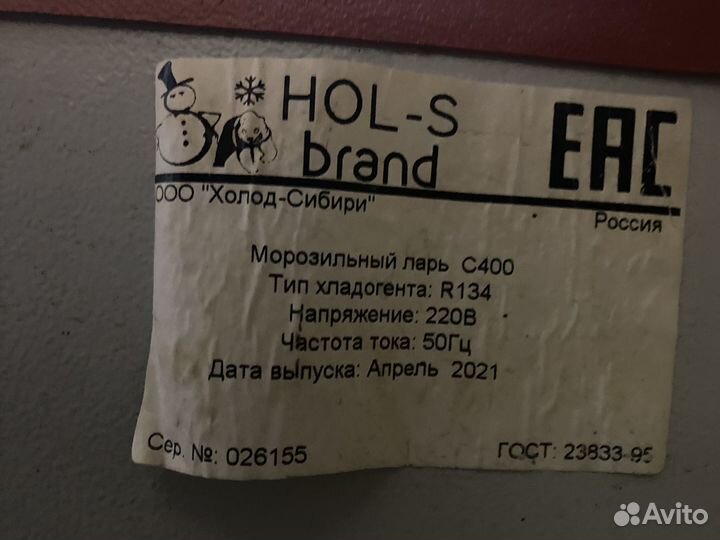 HOL-S
brand
EAC
ООО "Холод-Сибири"
Россия
Морозильный ларь С400
Тип хладогента: R134
Напряжение: 220В
Частота тока: 50Гц
Дата выпуска: Апрель 2021
Сер. №: 026155
ГОСТ: 23833-95
Avito